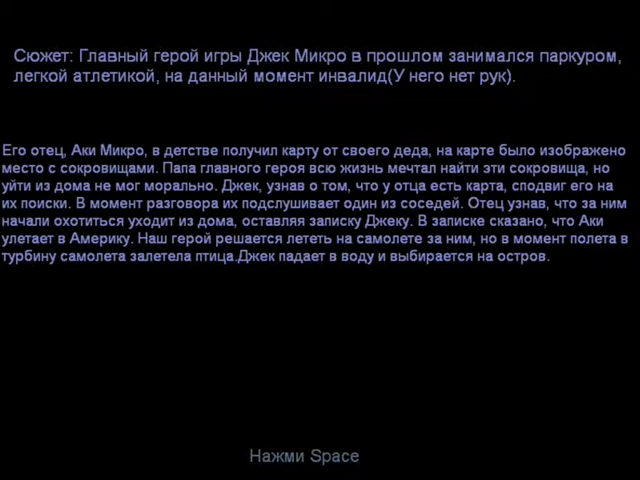 Сюжет: Главный герой игры Джек Микро в прошлом занимался паркуром,
легкой атлетикой, на данный момент инвалид(У него нет рук).
Его отец, Аки Микро, в детстве получил карту от своего деда, на карте было изображено
место с сокровищами. Папа главного героя всю жизнь мечтал найти эти сокровища, но
уйти из дома не мог морально. Джек, узнав о том, что у отца есть карта, сподвиг его на
их поиски. В момент разговора их подслушивает один из соседей. Отец узнав, что за ним
начали охотиться уходит из дома, оставляя записку Джеку. В записке сказано, что Аки
улетает в Америку. Наш герой решается лететь на самолете за ним, но в момент полета в
турбину самолета залетела птица.Джек падает в воду и выбирается на остров.
Нажми Space